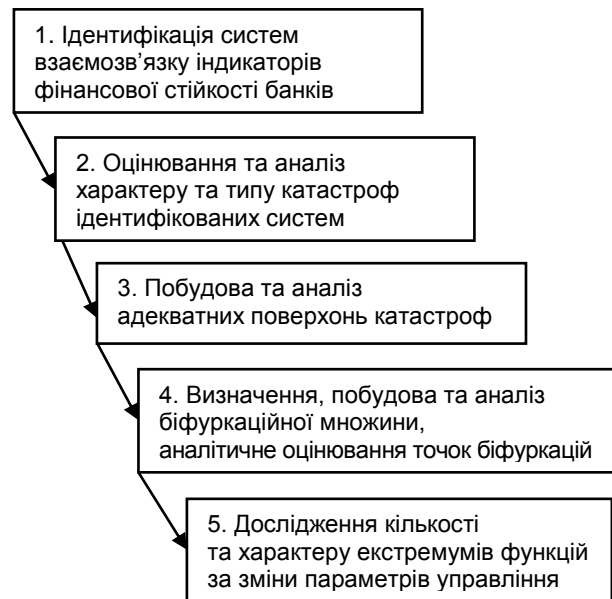 1. Ідентифікація систем
взаємозв’язку індикаторів
фінансової стійкості банків
2. Оцінювання та аналіз
характеру та типу катастроф
ідентифікованих систем
3. Побудова та аналіз
адекватних поверхонь катастроф
4. Визначення, побудова та аналіз
біфуркаційної множини,
аналітичне оцінювання точок біфуркацій
5. Дослідження кількості
та характеру екстремумів функцій
за зміни параметрів управління